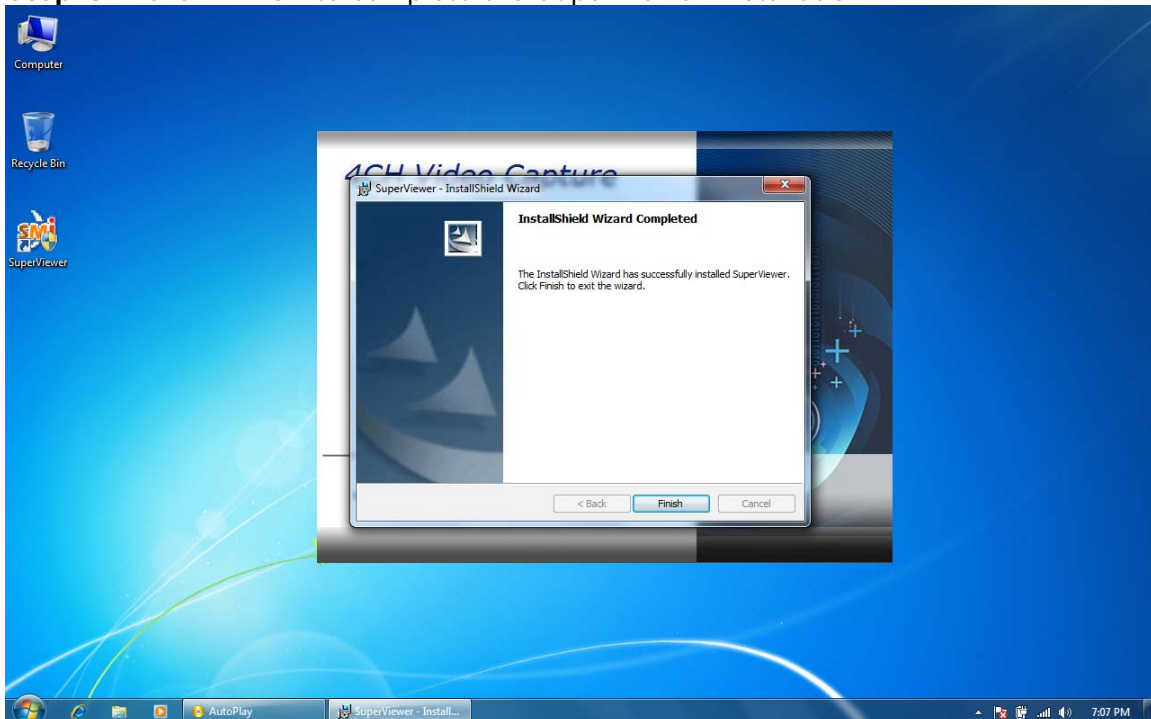 Computer
Recycle Bin
SMI
SuperViewer
4CH Video Capture
SuperViewer - InstallShield Wizard
InstallShield Wizard Completed
The InstallShield Wizard has successfully installed SuperViewer.
Click Finish to exit the wizard.
< Back
Finish
Cancel
AutoPlay
SuperViewer - Install...
7:07 PM